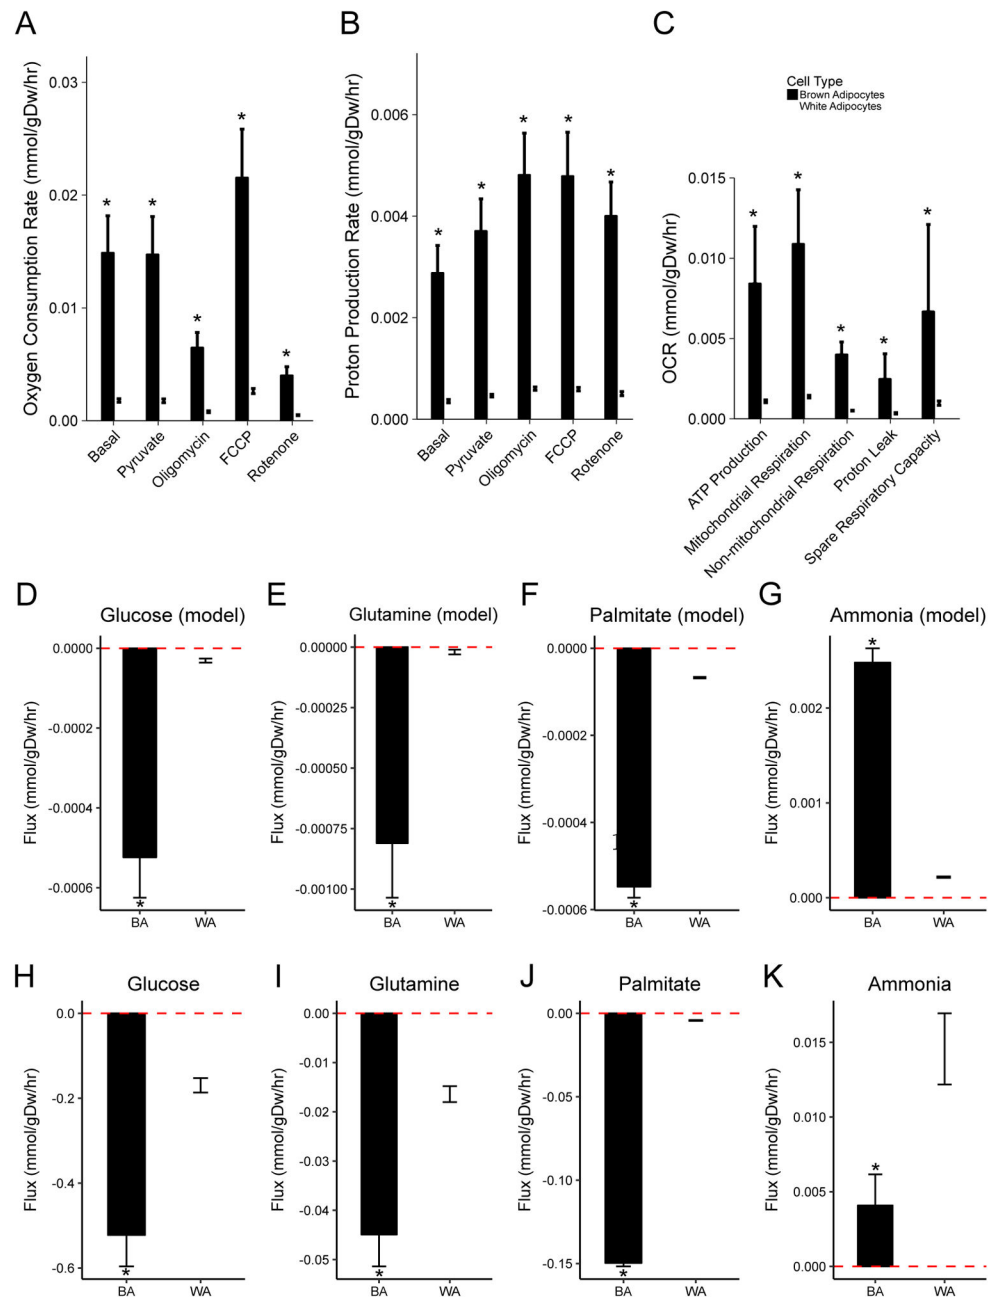 A
Oxygen Consumption Rate (mmol/gDw/hr)
0.03
0.02
0.01
0.00
*
*
*
*
*
Basal
Pyruvate
Oligomycin
FCCP
Rotenone
B
Proton Production Rate (mmol/gDw/hr)
0.006
0.004
0.002
0.000
*
*
*
*
*
Basal
Pyruvate
Oligomycin
FCCP
Rotenone
C
Cell Type
Brown Adipocytes
White Adipocytes
OCR (mmol/gDw/hr)
0.015
0.010
0.005
0.000
*
*
*
*
*
ATP Production
Mitochondrial Respiration
Non-mitochondrial Respiration
Proton Leak
Spare Respiratory Capacity
D
Glucose (model)
Flux (mmol/gDw/hr)
0.0000
-0.0002
-0.0004
-0.0006
*
BA WA
E
Glutamine (model)
Flux (mmol/gDw/hr)
0.00000
-0.00025
-0.00050
-0.00075
-0.00100
*
BA WA
F
Palmitate (model)
Flux (mmol/gDw/hr)
0.0000
-0.0002
-0.0004
-0.0006
*
BA WA
G
Ammonia (model)
Flux (mmol/gDw/hr)
0.002
0.001
0.000
*
BA WA
H
Glucose
Flux (mmol/gDw/hr)
0.0
-0.2
-0.4
-0.6
*
BA WA
I
Glutamine
Flux (mmol/gDw/hr)
0.00
-0.01
-0.02
-0.03
-0.04
-0.05
*
BA WA
J
Palmitate
Flux (mmol/gDw/hr)
0.00
-0.05
-0.10
-0.15
*
BA WA
K
Ammonia
Flux (mmol/gDw/hr)
0.015
0.010
0.005
0.000
*
BA WA